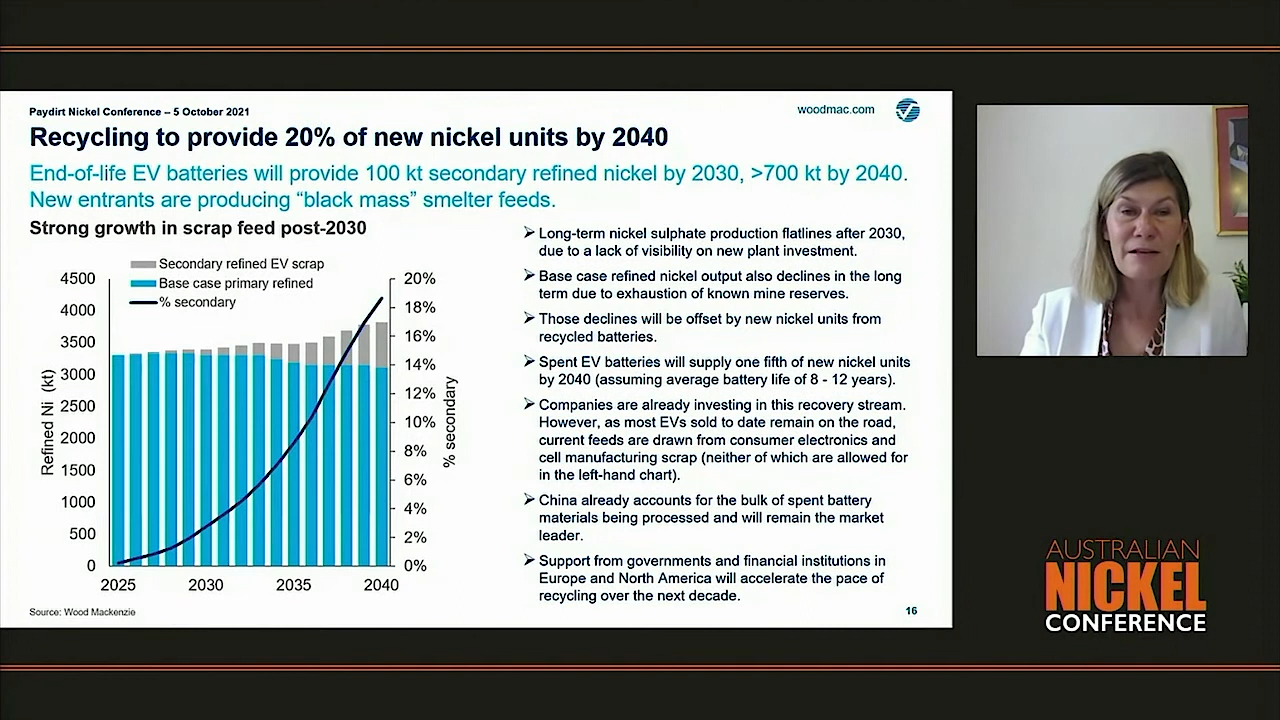 Paydirt Nickel Conference – 5 October 2021
woodmac.com
Recycling to provide 20% of new nickel units by 2040
End-of-life EV batteries will provide 100 kt secondary refined nickel by 2030, >700 kt by 2040.
New entrants are producing “black mass” smelter feeds.
Strong growth in scrap feed post-2030
Secondary refined EV scrap
Base case primary refined
% secondary
4500
4000
3500
3000
2500
2000
1500
1000
500
0
Refined Ni (kt)
20%
18%
16%
14%
12%
10%
8%
6%
4%
2%
0%
% secondary
2025
2030
2035
2040
Source: Wood Mackenzie
➢ Long-term nickel sulphate production flatlines after 2030,
due to a lack of visibility on new plant investment.
➢ Base case refined nickel output also declines in the long
term due to exhaustion of known mine reserves.
➢ Those declines will be offset by new nickel units from
recycled batteries.
➢ Spent EV batteries will supply one fifth of new nickel units
by 2040 (assuming average battery life of 8 - 12 years).
➢ Companies are already investing in this recovery stream.
However, as most EVs sold to date remain on the road,
current feeds are drawn from consumer electronics and
cell manufacturing scrap (neither of which are allowed for
in the left-hand chart).
➢ China already accounts for the bulk of spent battery
materials being processed and will remain the market
leader.
➢ Support from governments and financial institutions in
Europe and North America will accelerate the pace of
recycling over the next decade.
16
AUSTRALIAN
NICKEL
CONFERENCE